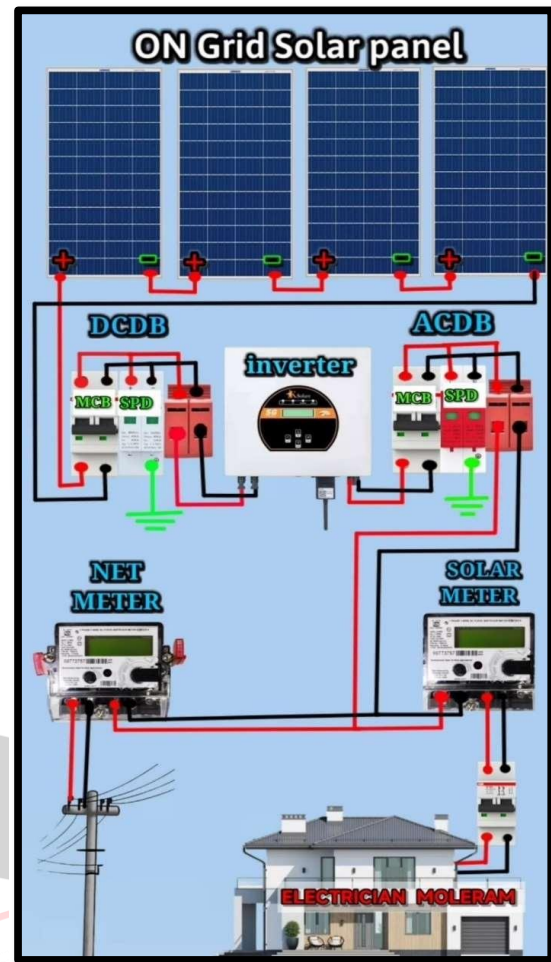 ON Grid Solar panel
DCDB
ACDB
inverter
MCB
SPD
MCB
SPD
NET
METER
SOLAR
METER
ELECTRICIAN MOLERAM